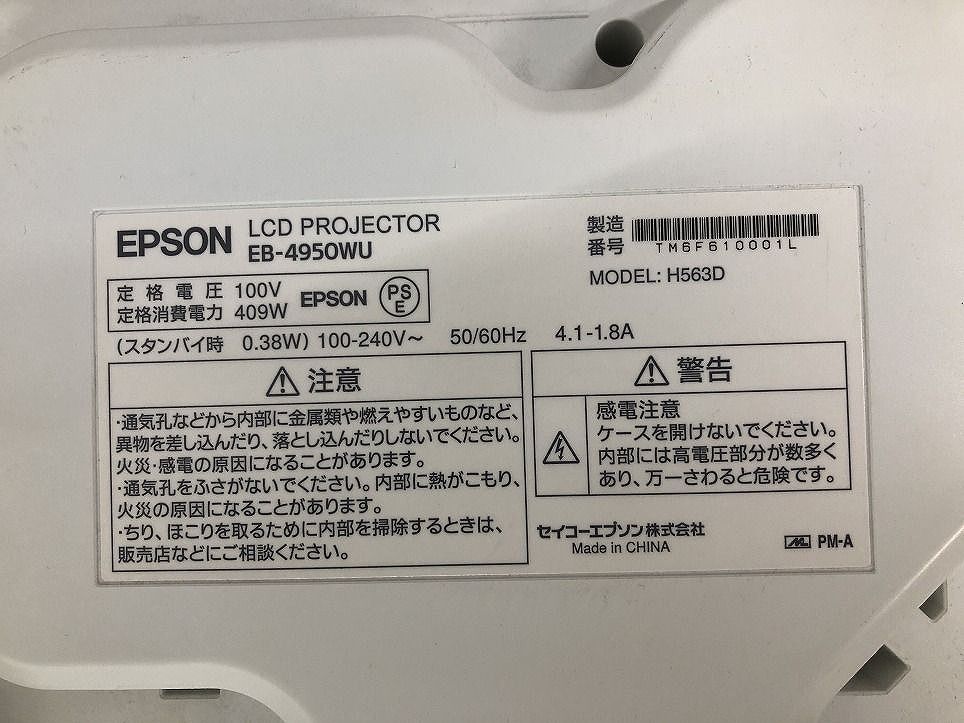 EPSON LCD PROJECTOR
EB-4950WU
製造
番号
TM6F610001L
MODEL: H563D
定格電圧 100V
定格消費電力 409W
EPSON
PS
E
(スタンバイ時 0.38W) 100-240V～ 50/60Hz 4.1-1.8A
注意
・通気孔などから内部に金属類や燃えやすいものなど、
異物を差し込んだり、落とし込んだりしないでください。
火災・感電の原因になることがあります。
・通気孔をふさがないでください。内部に熱がこもり、
火災の原因になることがあります。
・ちり、ほこりを取るために内部を掃除するときは、
販売店などにご相談ください。
警告
感電注意
ケースを開けないでください。
内部には高電圧部分が数多く
あり、万一さわると危険です。
セイコーエプソン株式会社
Made in CHINA
PM-A